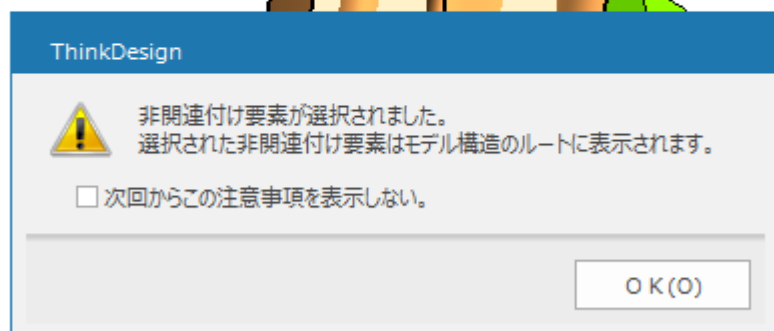 ThinkDesign
非関連付け要素が選択されました。
選択された非関連付け要素はモデル構造のルートに表示されます。
次回からこの注意事項を表示しない。
O K(O)